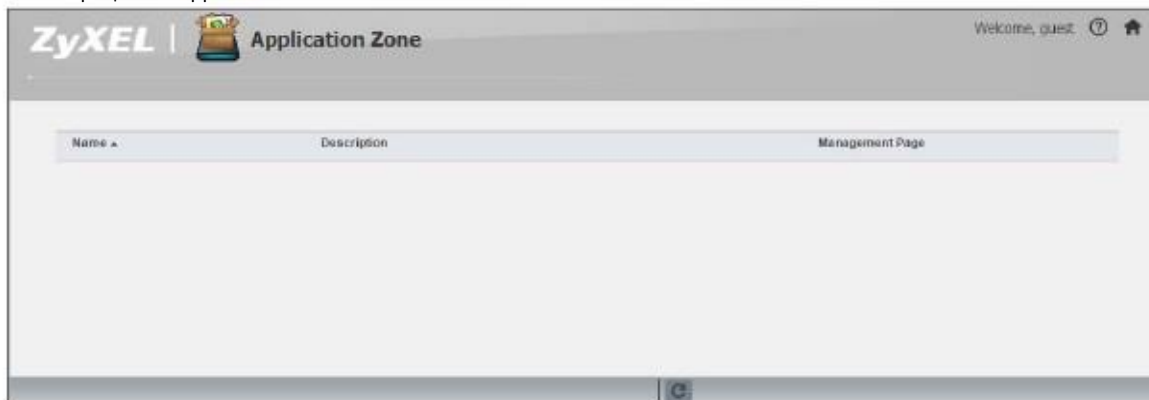 ZyXEL | Application Zone
Welcome, guest
Name
Description
Management Page